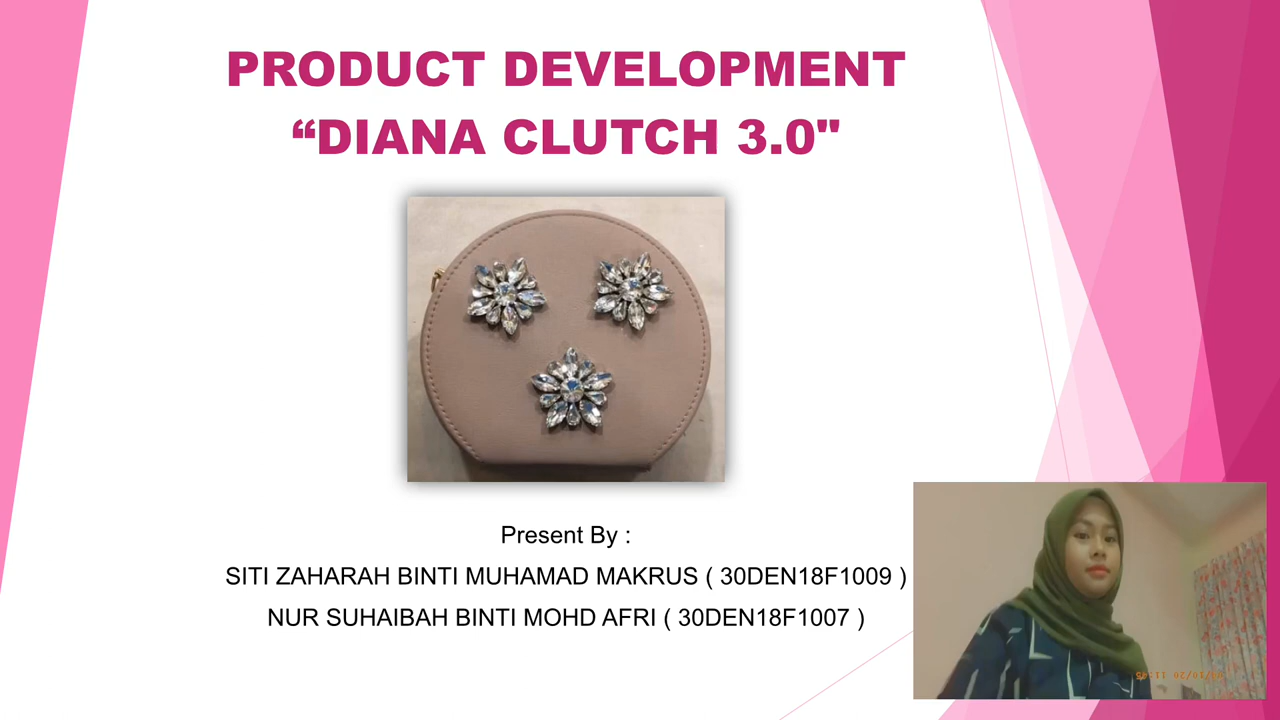 PRODUCT DEVELOPMENT
“DIANA CLUTCH 3.0"
Present By :
SITI ZAHARAH BINTI MUHAMAD MAKRUS ( 30DEN18F1009 )
NUR SUHAIBAH BINTI MOHD AFRI ( 30DEN18F1007 )